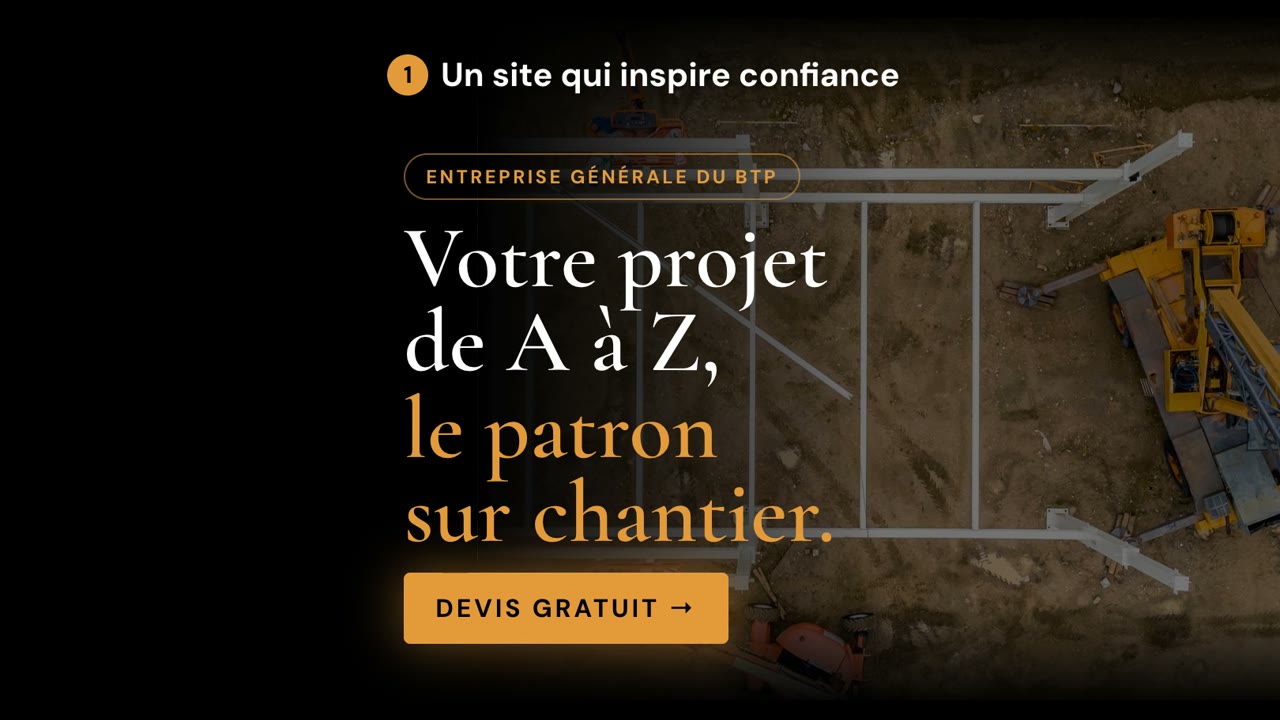 1 Un site qui inspire confiance
ENTREPRISE GÉNÉRALE DU BTP
Votre projet
de A à Z,
le patron
sur chantier.
DEVIS GRATUIT →